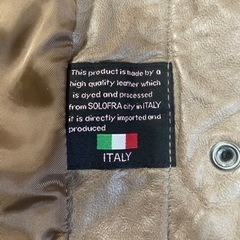 This product is made by a
high quality leather which
is dyed and processed
from SOLOFRA city in ITALY
it is directly imported and
produced
ITALY